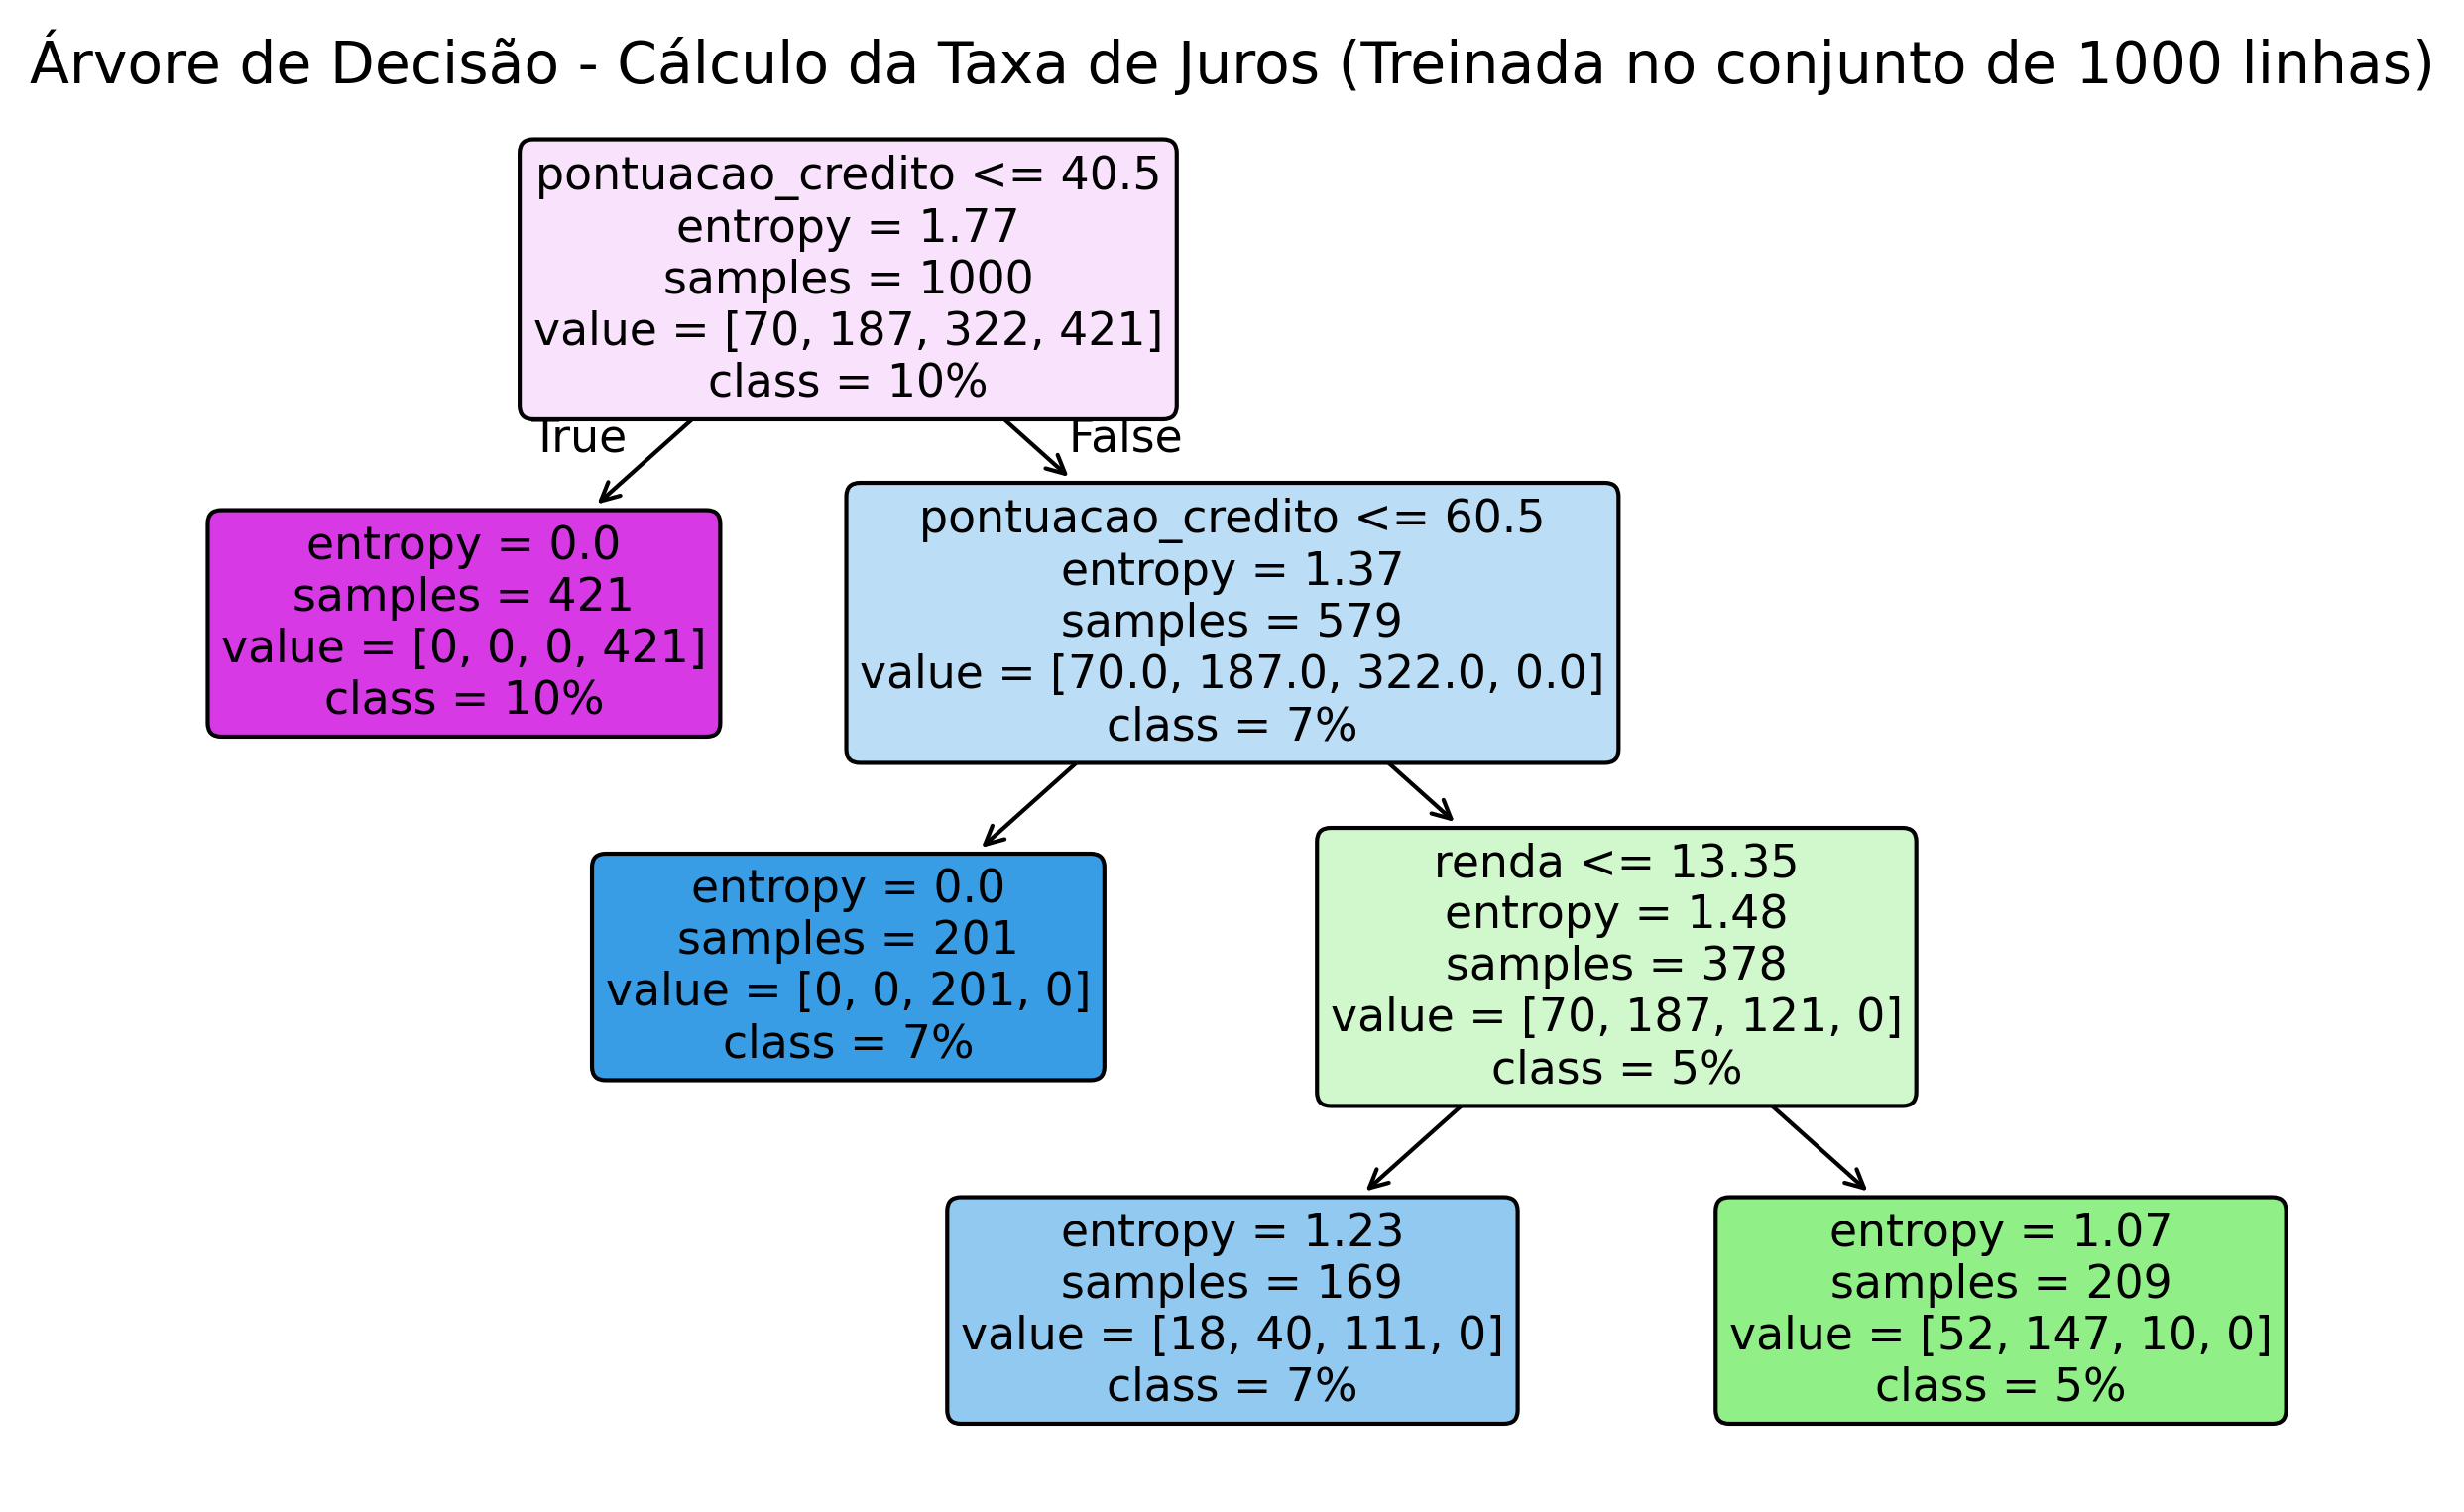 Árvore de Decisão - Cálculo da Taxa de Juros (Treinada no conjunto de 1000 linhas)
pontuacao_credito <= 40.5
entropy = 1.77
samples = 1000
value = [70, 187, 322, 421]
class = 10%
True
False
entropy = 0.0
samples = 421
value = [0, 0, 0, 421]
class = 10%
pontuacao_credito <= 60.5
entropy = 1.37
samples = 579
value = [70.0, 187.0, 322.0, 0.0]
class = 7%
entropy = 0.0
samples = 201
value = [0, 0, 201, 0]
class = 7%
renda <= 13.35
entropy = 1.48
samples = 378
value = [70, 187, 121, 0]
class = 5%
entropy = 1.23
samples = 169
value = [18, 40, 111, 0]
class = 7%
entropy = 1.07
samples = 209
value = [52, 147, 10, 0]
class = 5%